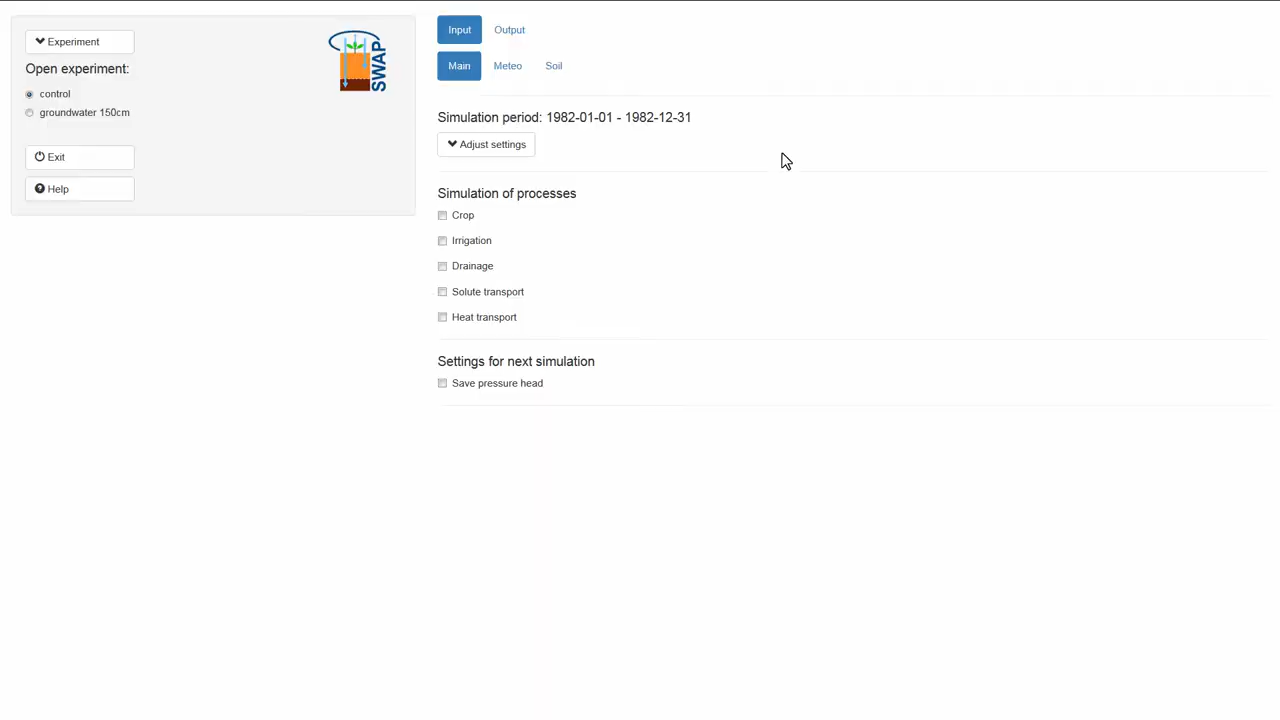 Experiment
Open experiment:
control
groundwater 150cm
Exit
Help
SWAP
Input Output
Main Meteo Soil
Simulation period: 1982-01-01 - 1982-12-31
Adjust settings
Simulation of processes
Crop
Irrigation
Drainage
Solute transport
Heat transport
Settings for next simulation
Save pressure head